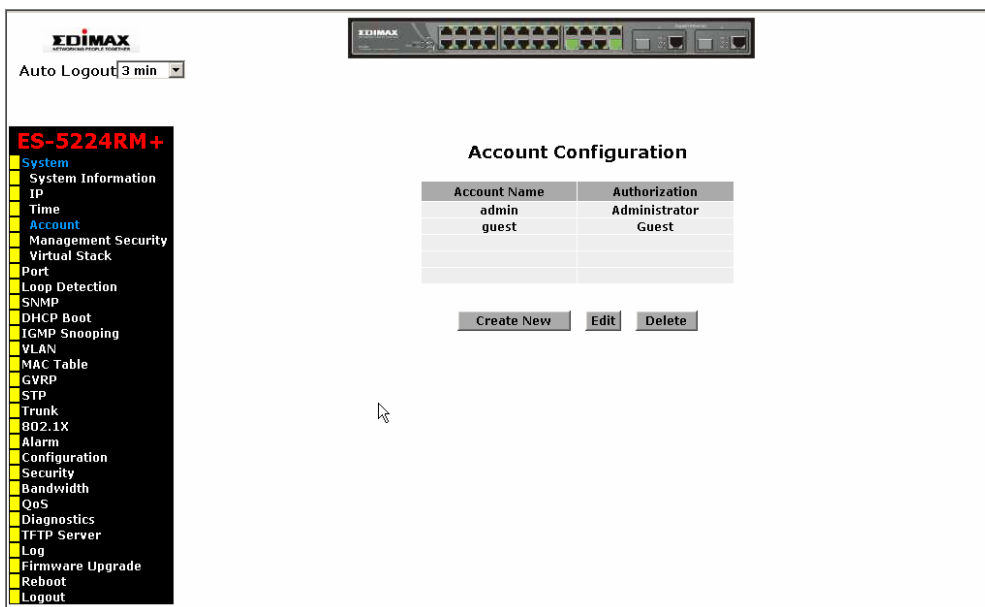 EDIMAX
NETWORKING PEOPLE TOGETHER
EDIMAX
Auto Logout 3 min
ES-5224RM+
System
System Information
IP
Time
Account
Management Security
Virtual Stack
Port
Loop Detection
SNMP
DHCP Boot
IGMP Snooping
VLAN
MAC Table
GVRP
STP
Trunk
802.1X
Alarm
Configuration
Security
Bandwidth
QoS
Diagnostics
TFTP Server
Log
Firmware Upgrade
Reboot
Logout
Account Configuration
Account Name Authorization
admin Administrator
guest Guest
Create New Edit Delete